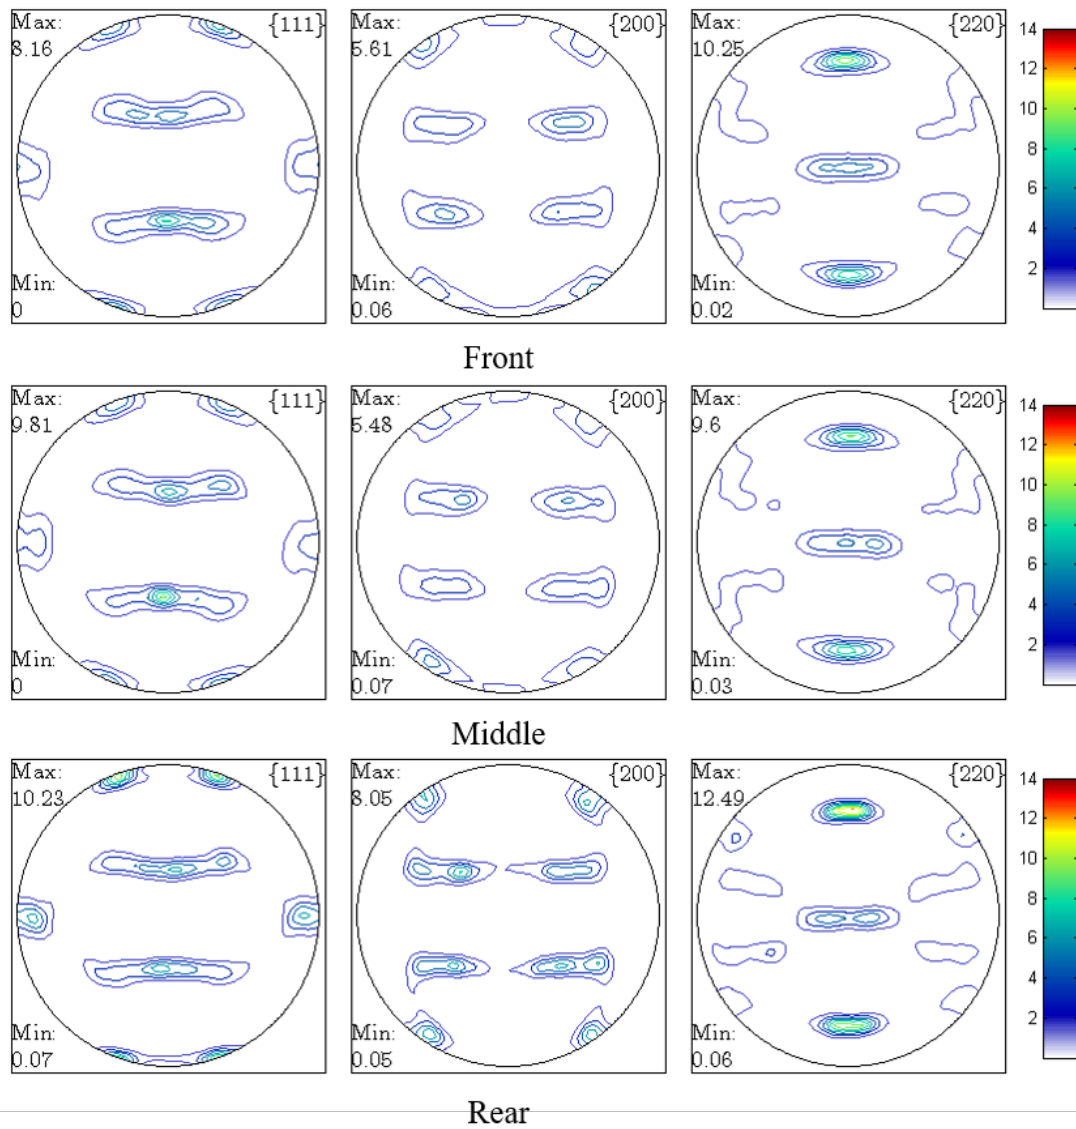 Max: {111} Max: {200} Max: {220} 14
8.16 5.61 10.25 12
10
8
6
4
Min: Min: Min: 2
0 0.06 0.02
Front
Max: {111} Max: {200} Max: {220} 14
9.81 5.48 9.6 12
10
8
6
4
Min: Min: Min: 2
0 0.07 0.03
Middle
Max: {111} Max: {200} Max: {220} 14
10.23 8.05 12.49 12
10
8
6
4
Min: Min: Min: 2
0.07 0.05 0.06
Rear